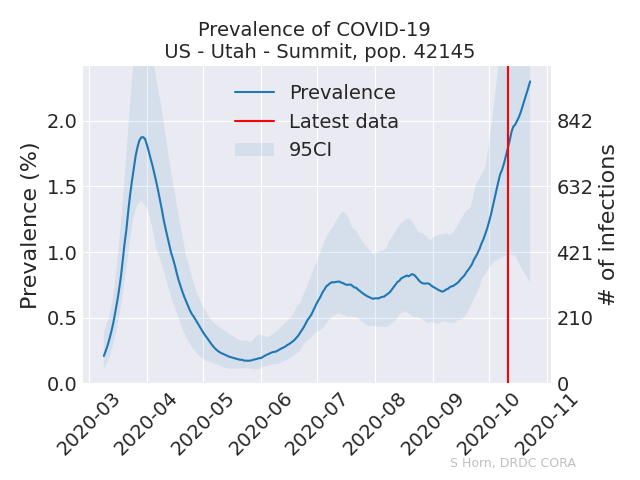 Prevalence of COVID-19
US - Utah - Summit, pop. 42145
Prevalence
Latest data
95CI
Prevalence (%)
2.0
1.5
1.0
0.5
0.0
842
632
421
210
0
# of infections
2020-03
2020-04
2020-05
2020-06
2020-07
2020-08
2020-09
2020-10
2020-11
S Horn, DRDC CORA